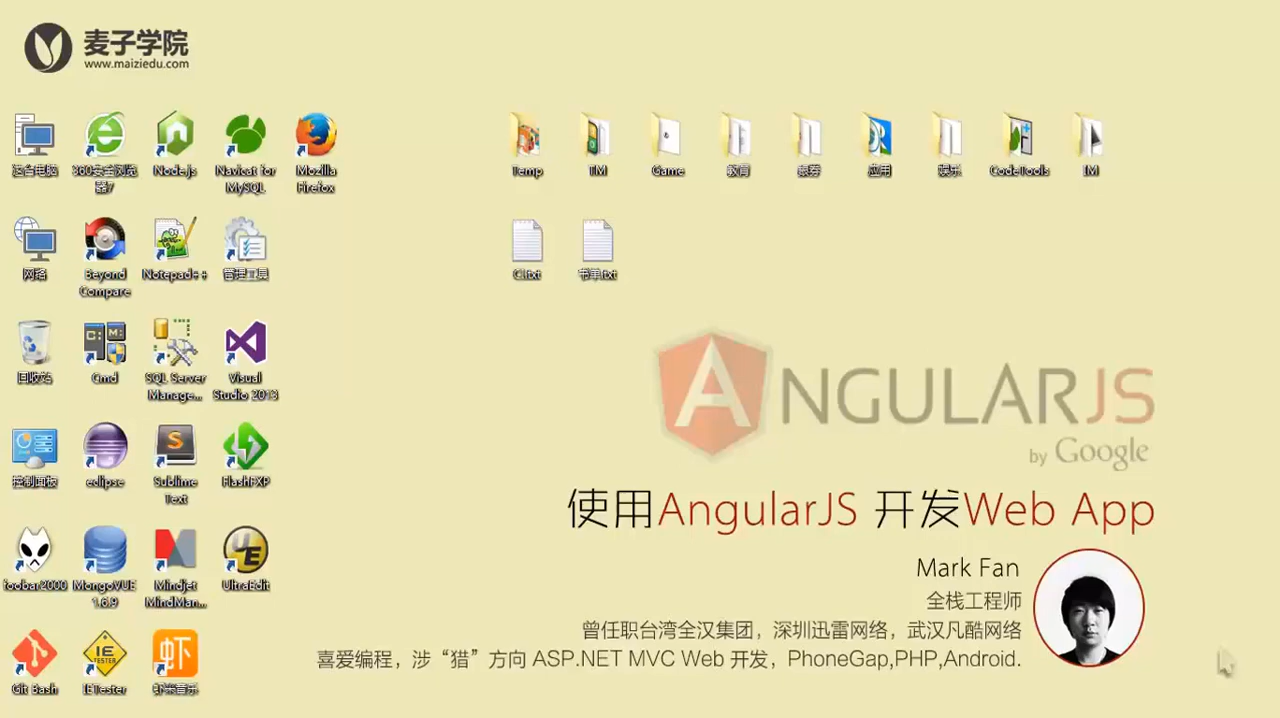 麦子学院
www.maiziedu.com
这台电脑
360安全浏览
器7
Node.js
Navicat for
MySQL
Mozilla
Firefox
Temp
TM
Game
教育
应用
娱乐
CodeTools
IM
网络
Beyond
Compare
Notepad++
管理工具
C.txt
书单.txt
回收站
Cmd
SQL Server
Manage...
Visual
Studio 2013
ANGULARJS
by Google
控制面板
eclipse
Sublime
Text
FlashFXP
使用AngularJS 开发Web App
foobar2000
MongoVUE
1.6.9
Mindjet
MindMan...
UltraEdit
Mark Fan
全栈工程师
曾任职台湾全汉集团，深圳迅雷网络，武汉凡酷网络
喜爱编程，涉“猎”方向 ASP.NET MVC Web 开发，PhoneGap,PHP,Android.
Git Bash
IETester
虾米音乐